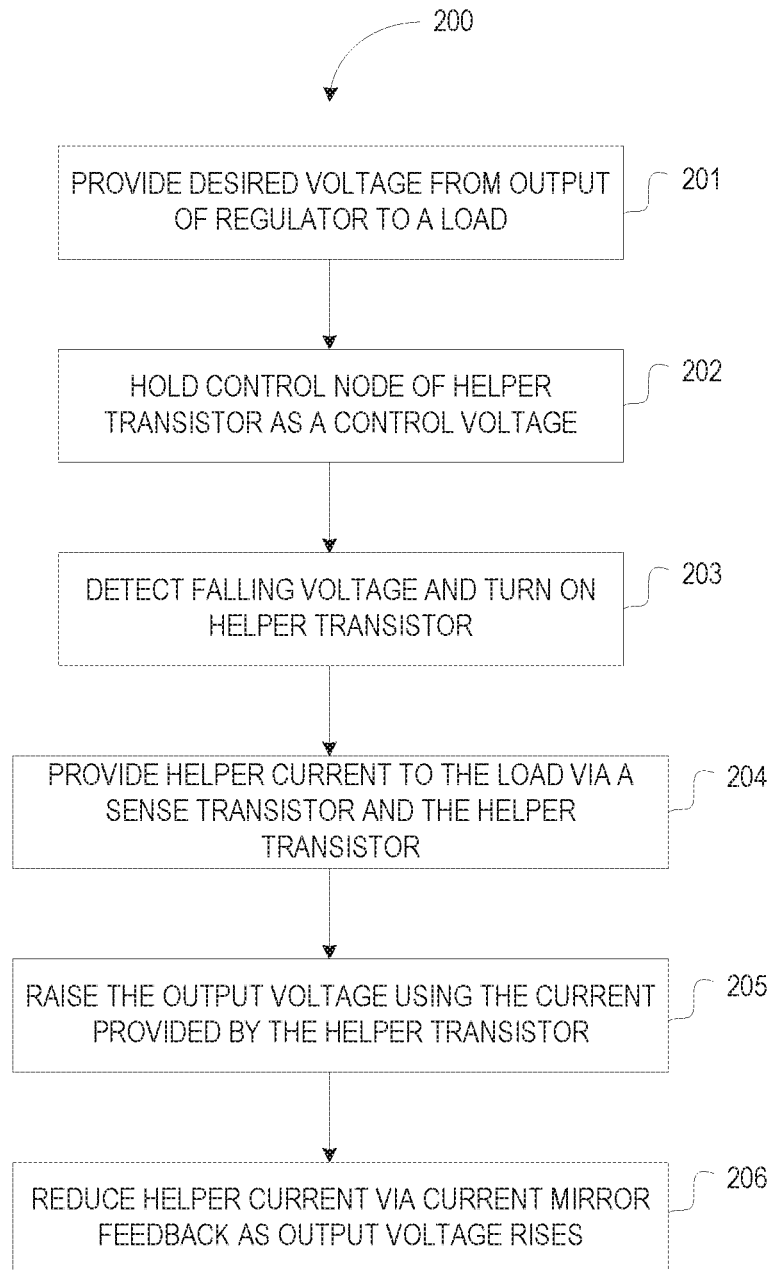 200
PROVIDE DESIRED VOLTAGE FROM OUTPUT
OF REGULATOR TO A LOAD
201
HOLD CONTROL NODE OF HELPER
TRANSISTOR AS A CONTROL VOLTAGE
202
DETECT FALLING VOLTAGE AND TURN ON
HELPER TRANSISTOR
203
PROVIDE HELPER CURRENT TO THE LOAD VIA A
SENSE TRANSISTOR AND THE HELPER
TRANSISTOR
204
RAISE THE OUTPUT VOLTAGE USING THE CURRENT
PROVIDED BY THE HELPER TRANSISTOR
205
REDUCE HELPER CURRENT VIA CURRENT MIRROR
FEEDBACK AS OUTPUT VOLTAGE RISES
206